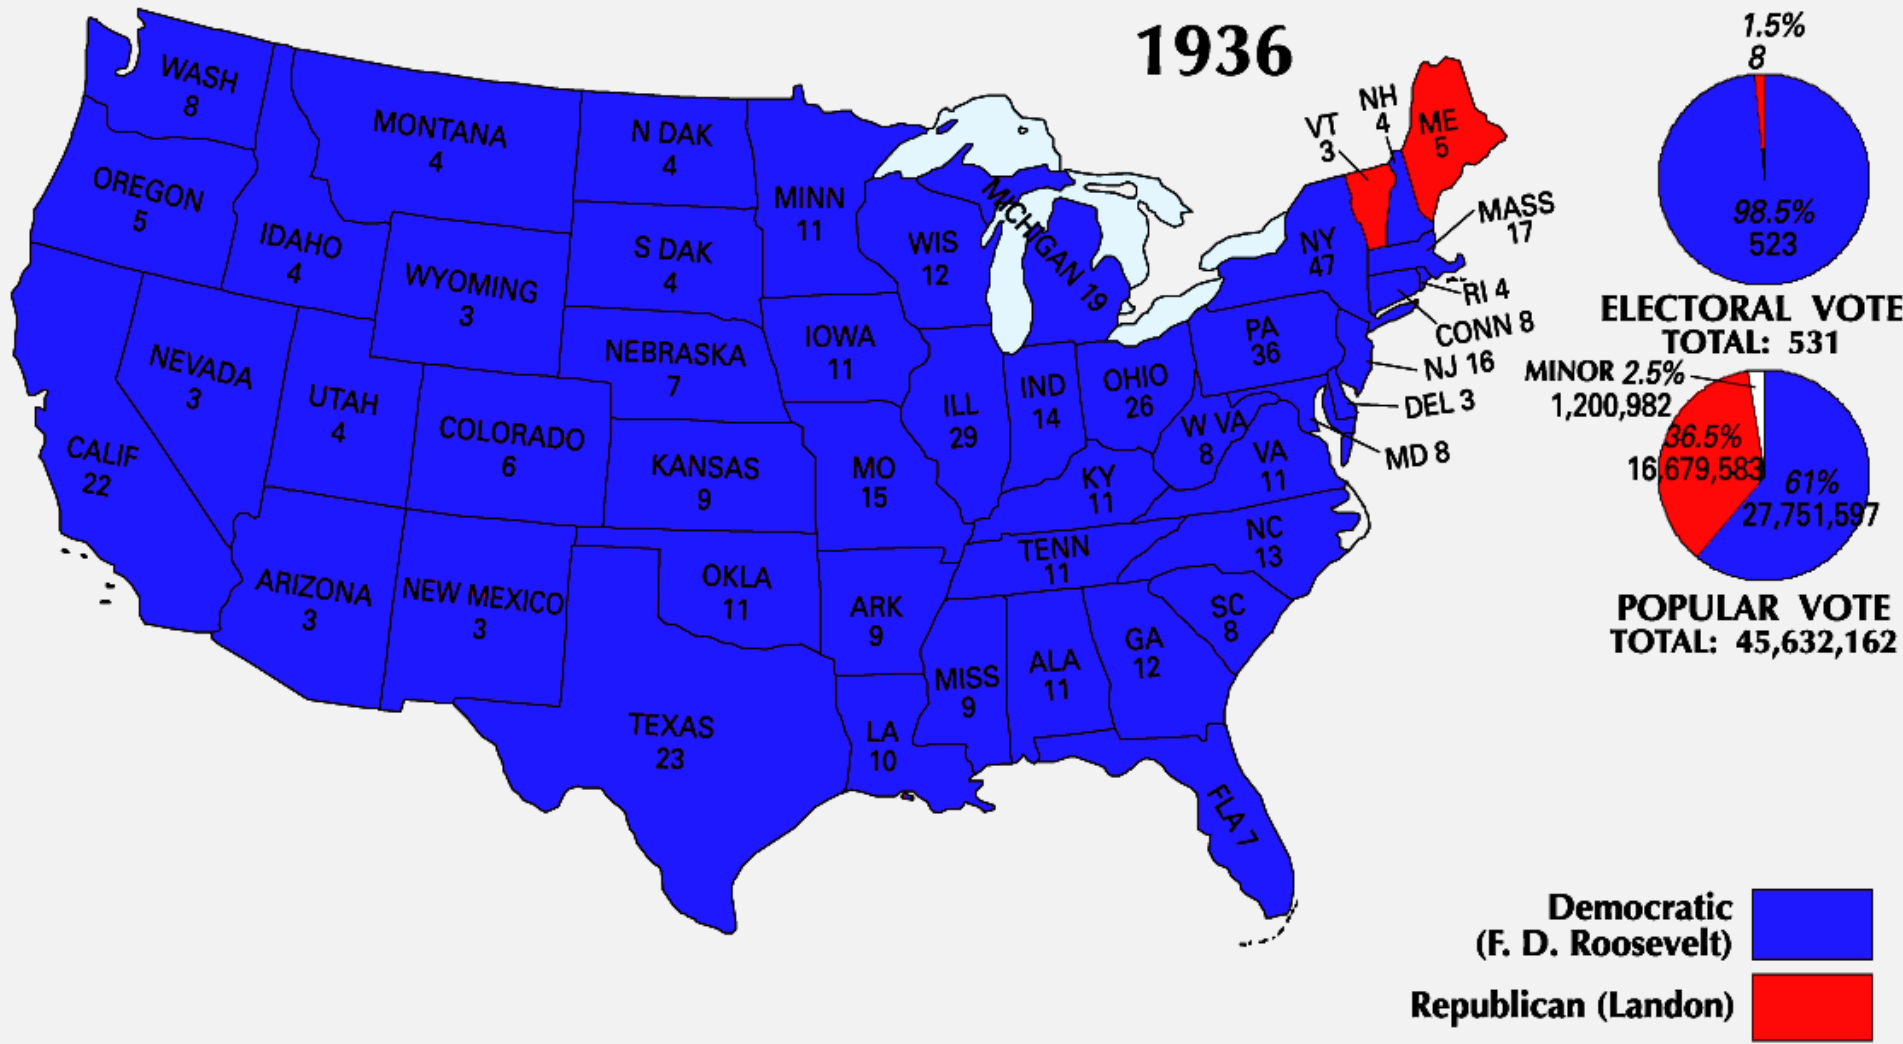 1936
WASH
8
OREGON
5
CALIF
22
IDAHO
4
NEVADA
3
MONTANA
4
WYOMING
3
UTAH
4
ARIZONA
3
COLORADO
6
NEW MEXICO
3
N DAK
4
S DAK
4
NEBRASKA
7
KANSAS
9
OKLA
11
TEXAS
23
MINN
11
IOWA
11
MO
15
ARK
9
LA
10
WIS
12
ILL
29
MICHIGAN 19
IND
14
OHIO
26
KY
11
TENN
11
MISS
9
ALA
11
GA
12
FLA 7
SC
8
NC
13
VA
11
W VA
8
PA
36
NY
47
VT
3
NH
4
ME
5
MASS
17
RI 4
CONN 8
NJ 16
DEL 3
MD 8
1.5%
8
98.5%
523
ELECTORAL VOTE
TOTAL: 531
MINOR 2.5%
1,200,982
36.5%
16,679,583
61%
27,751,597
POPULAR VOTE
TOTAL: 45,632,162
Democratic
(F. D. Roosevelt)
Republican (Landon)